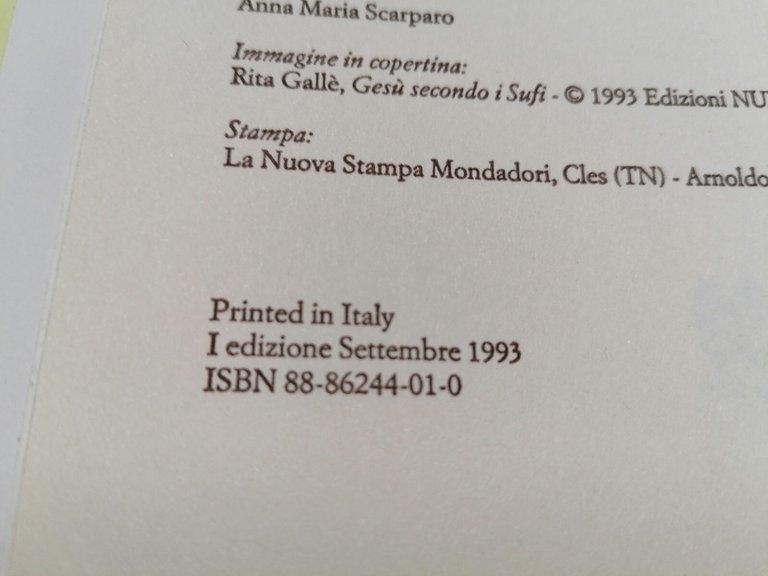 Anna Maria Scarparo
Immagine in copertina:
Rita Gallè, Gesù secondo i Sufi - © 1993 Edizioni NU
Stampa:
La Nuova Stampa Mondadori, Cles (TN) - Arnoldo
Printed in Italy
I edizione Settembre 1993
ISBN 88-86244-01-0